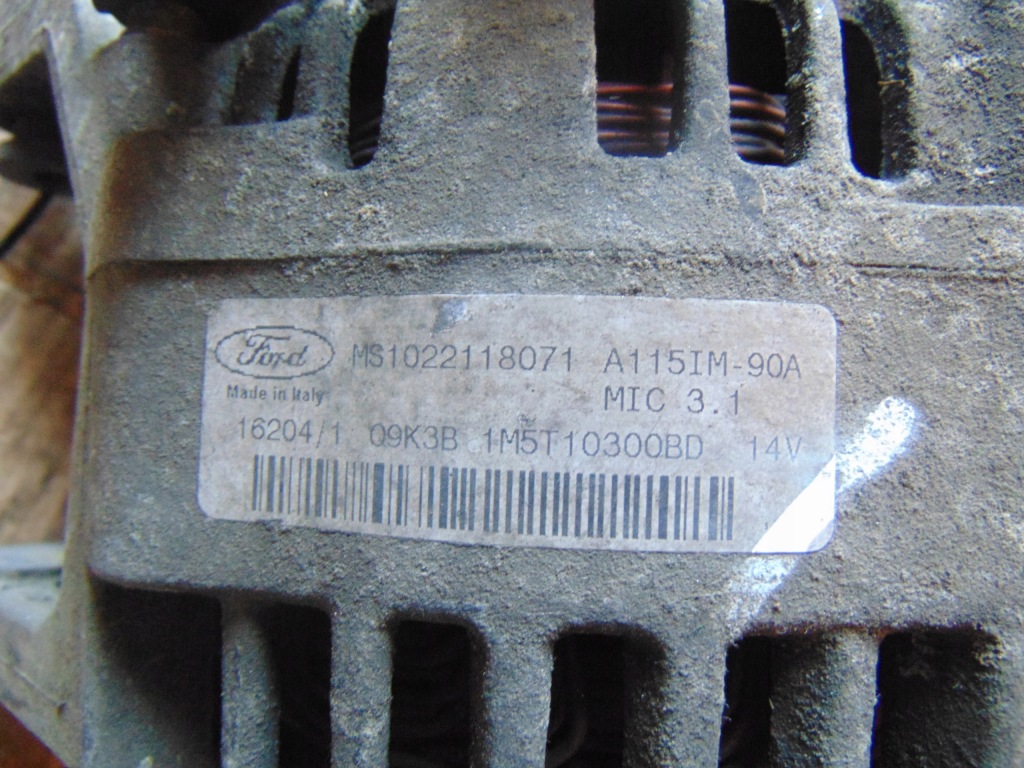 Ford MS1022118071 A115IM-90A
Made in Italy MIC 3.1
16204/1 09K3B 1M5T10300BD 14V